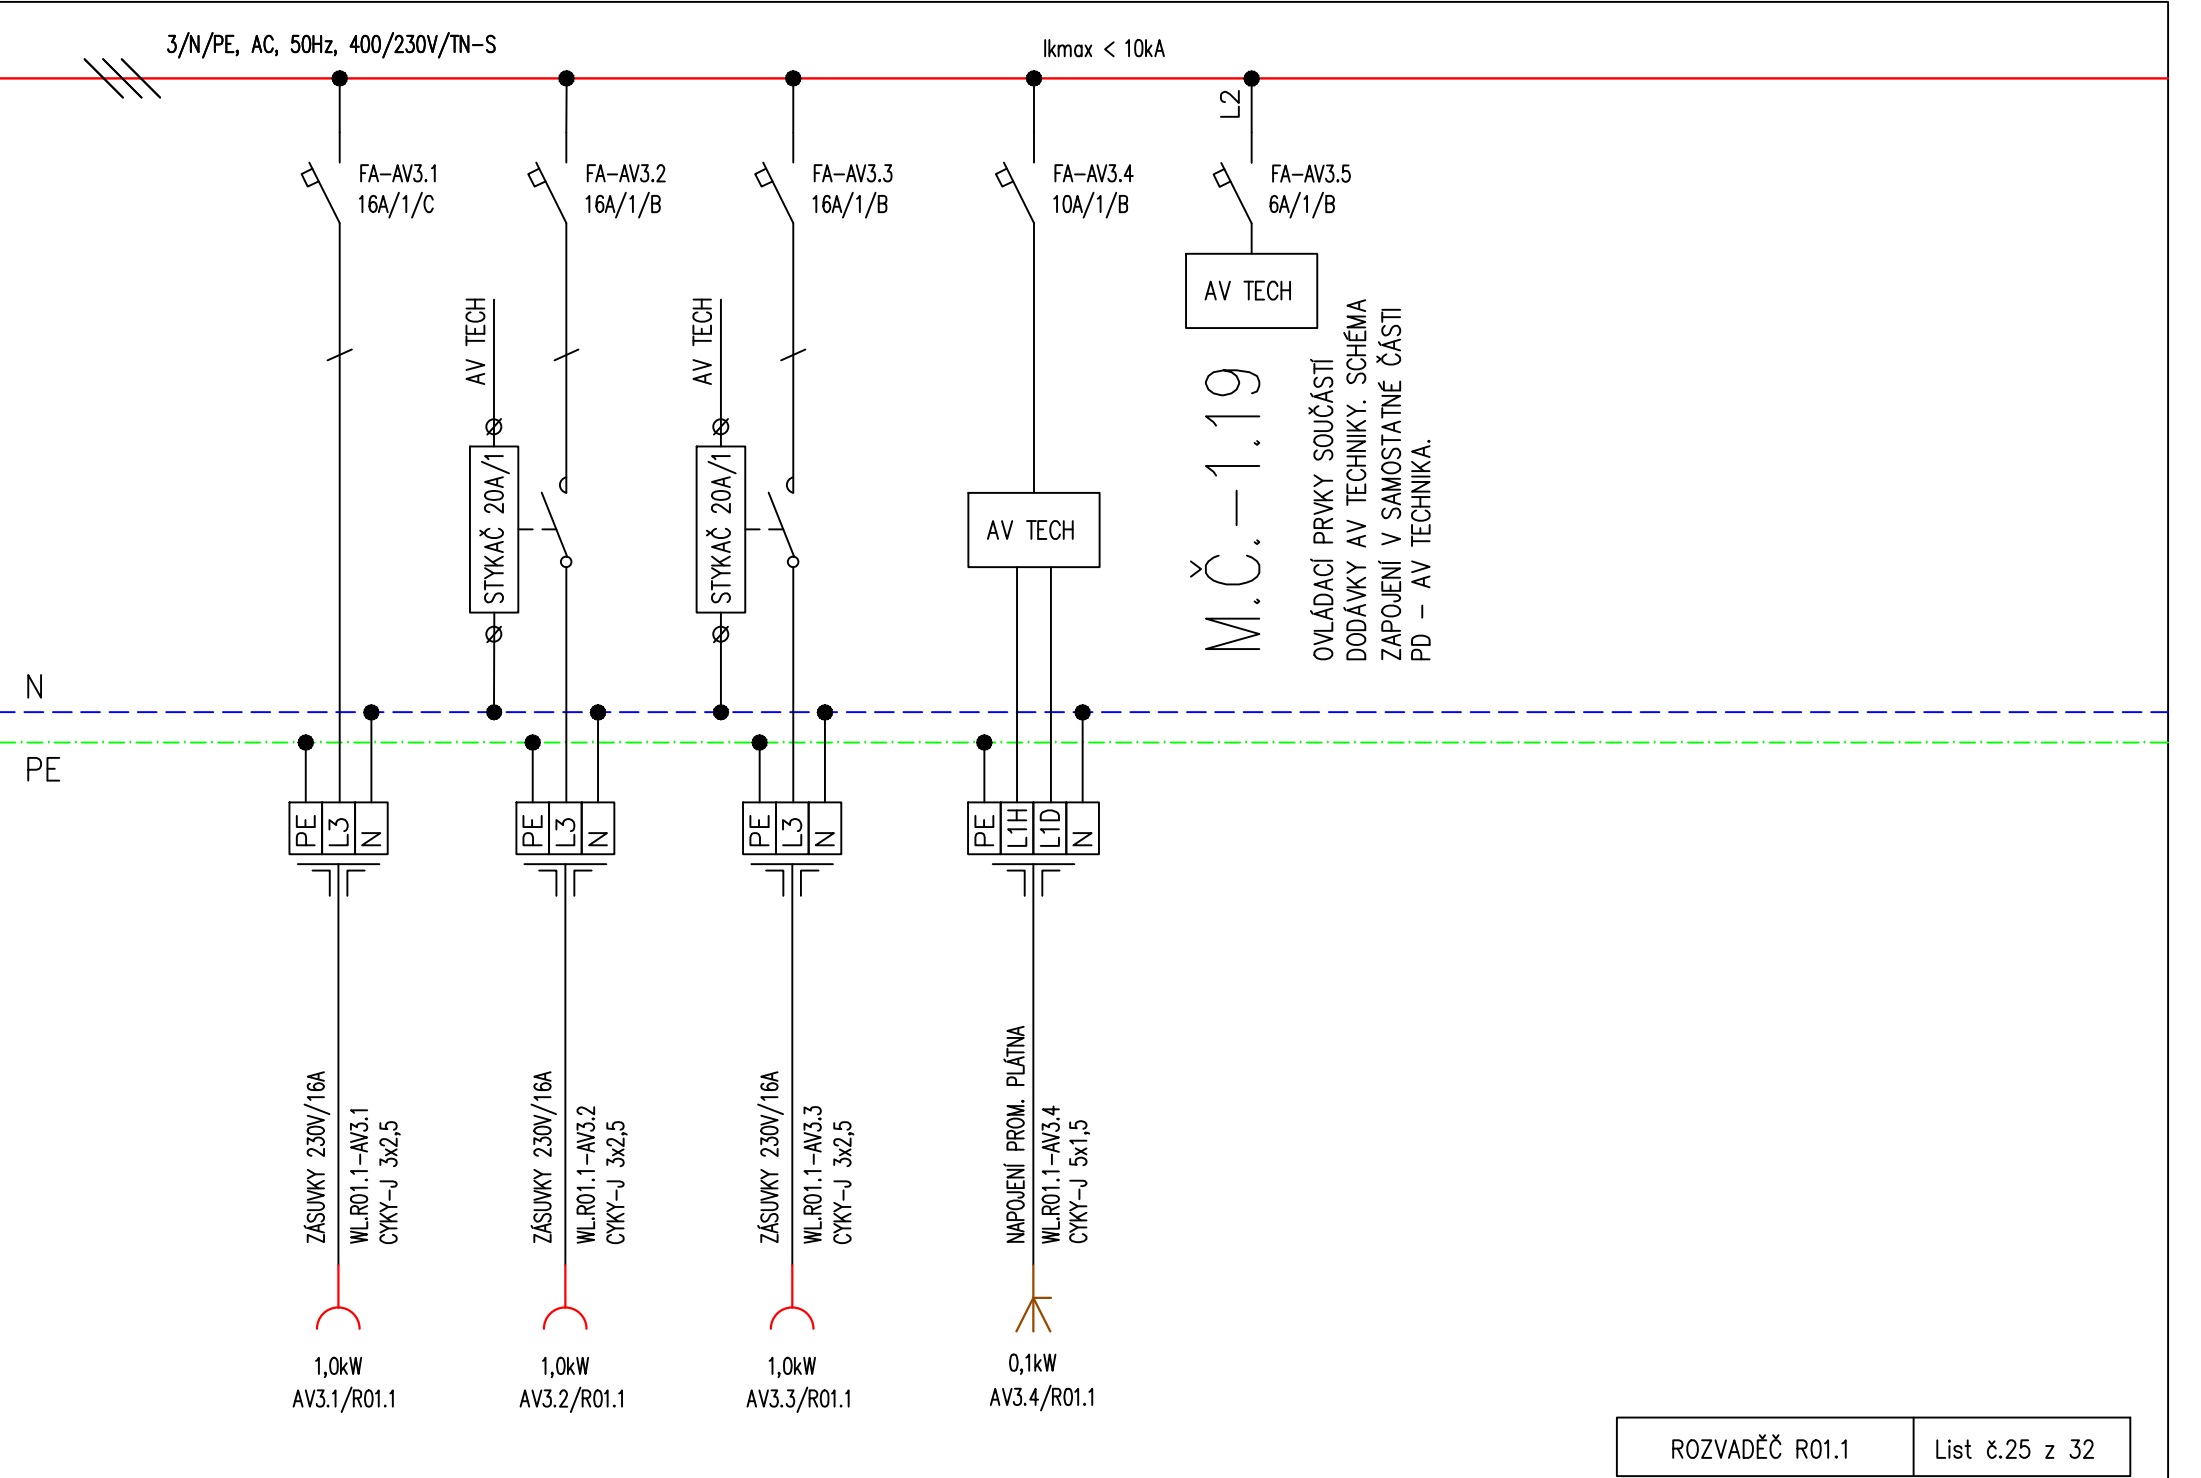 3/N/PE, AC, 50Hz, 400/230V/TN-S
Ikmax < 10kA
L2
FA-AV3.1
16A/1/C
FA-AV3.2
16A/1/B
FA-AV3.3
16A/1/B
FA-AV3.4
10A/1/B
FA-AV3.5
6A/1/B
AV TECH
AV TECH
AV TECH
STYKAČ 20A/1
STYKAČ 20A/1
AV TECH
M.Č.-1.19
OVLÁDACÍ PRVKY SOUČÁSTÍ
DODÁVKY AV TECHNIKY. SCHÉMA
ZAPOJENÍ V SAMOSTATNÉ ČÁSTI
PD - AV TECHNIKA.
N
PE
PE L3 N
PE L3 N
PE L3 N
PE L1H L1D N
ZÁSUVKY 230V/16A
WL.R01.1-AV3.1
CYKY-J 3x2,5
ZÁSUVKY 230V/16A
WL.R01.1-AV3.2
CYKY-J 3x2,5
ZÁSUVKY 230V/16A
WL.R01.1-AV3.3
CYKY-J 3x2,5
NAPOJENÍ PROM. PLÁTNA
WL.R01.1-AV3.4
CYKY-J 5x1,5
1,0kW
AV3.1/R01.1
1,0kW
AV3.2/R01.1
1,0kW
AV3.3/R01.1
0,1kW
AV3.4/R01.1
ROZVADĚČ R01.1
List č.25 z 32